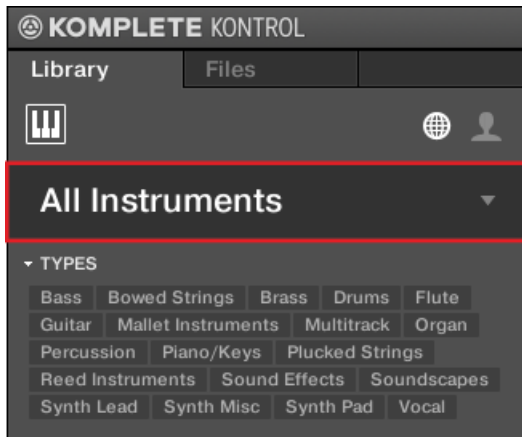 KOMPLETE KONTROL
Library Files
All Instruments
TYPES
Bass Bowed Strings Brass Drums Flute
Guitar Mallet Instruments Multitrack Organ
Percussion Piano/Keys Plucked Strings
Reed Instruments Sound Effects Soundscapes
Synth Lead Synth Misc Synth Pad Vocal